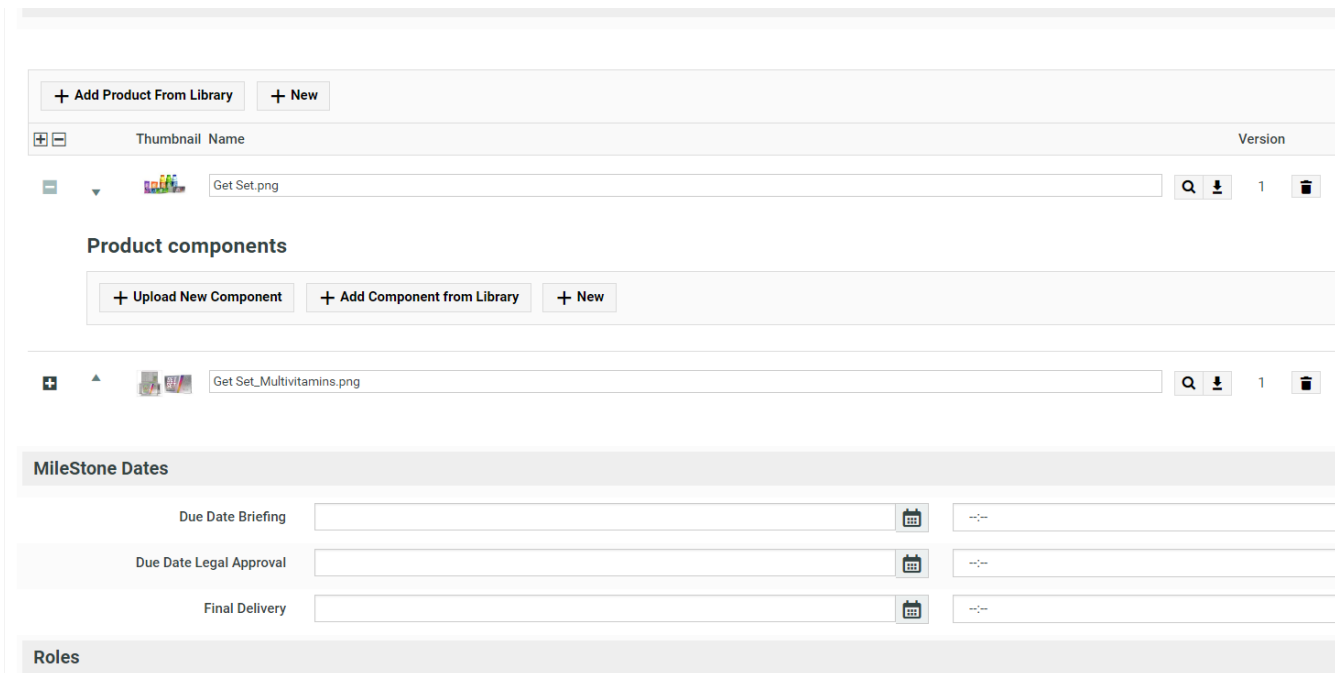 Add Product From Library New
Thumbnail Name Version
Get Set.png 1
Product components
Upload New Component Add Component from Library New
Get Set_Multivitamins.png 1
MileStone Dates
Due Date Briefing --:--
Due Date Legal Approval --:--
Final Delivery --:--
Roles